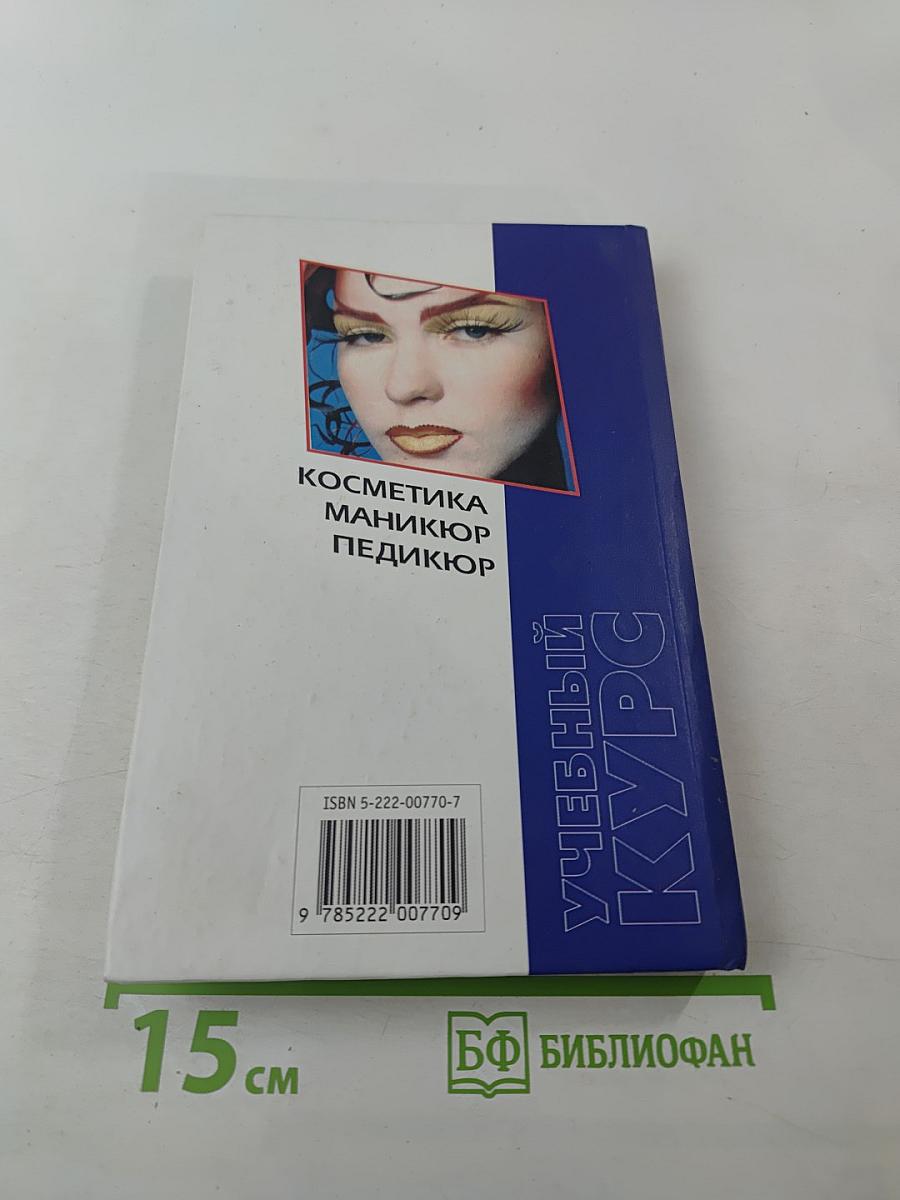 КОСМЕТИКА
МАНИКЮР
ПЕДИКЮР
УЧЕБНЫЙ
КУРС
ISBN 5-222-00770-7
9 785222 007709
15 см
БФ БИБЛИОФАН